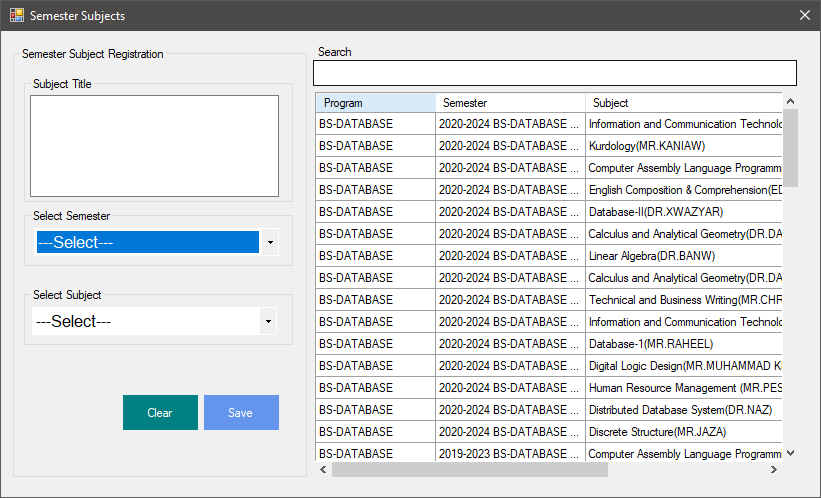 Semester Subjects
Semester Subject Registration
Subject Title
Select Semester
---Select---
Select Subject
---Select---
Clear
Save
Search
Program Semester Subject
BS-DATABASE 2020-2024 BS-DATABASE ... Information and Communication Technolo
BS-DATABASE 2020-2024 BS-DATABASE ... Kurdology(MR.KANIAW)
BS-DATABASE 2020-2024 BS-DATABASE ... Computer Assembly Language Programm
BS-DATABASE 2020-2024 BS-DATABASE ... English Composition & Comprehension(ED
BS-DATABASE 2020-2024 BS-DATABASE ... Database-II(DR.XWAZYAR)
BS-DATABASE 2020-2024 BS-DATABASE ... Calculus and Analytical Geometry(DR.DA
BS-DATABASE 2020-2024 BS-DATABASE ... Linear Algebra(DR.BANW)
BS-DATABASE 2020-2024 BS-DATABASE ... Calculus and Analytical Geometry(DR.DA
BS-DATABASE 2020-2024 BS-DATABASE ... Technical and Business Writing(MR.CHR
BS-DATABASE 2020-2024 BS-DATABASE ... Information and Communication Technolo
BS-DATABASE 2020-2024 BS-DATABASE ... Database-1(MR.RAHEEL)
BS-DATABASE 2020-2024 BS-DATABASE ... Digital Logic Design(MR.MUHAMMAD K
BS-DATABASE 2020-2024 BS-DATABASE ... Human Resource Management (MR.PES
BS-DATABASE 2020-2024 BS-DATABASE ... Distributed Database System(DR.NAZ)
BS-DATABASE 2020-2024 BS-DATABASE ... Discrete Structure(MR.JAZA)
BS-DATABASE 2019-2023 BS-DATABASE ... Computer Assembly Language Programm